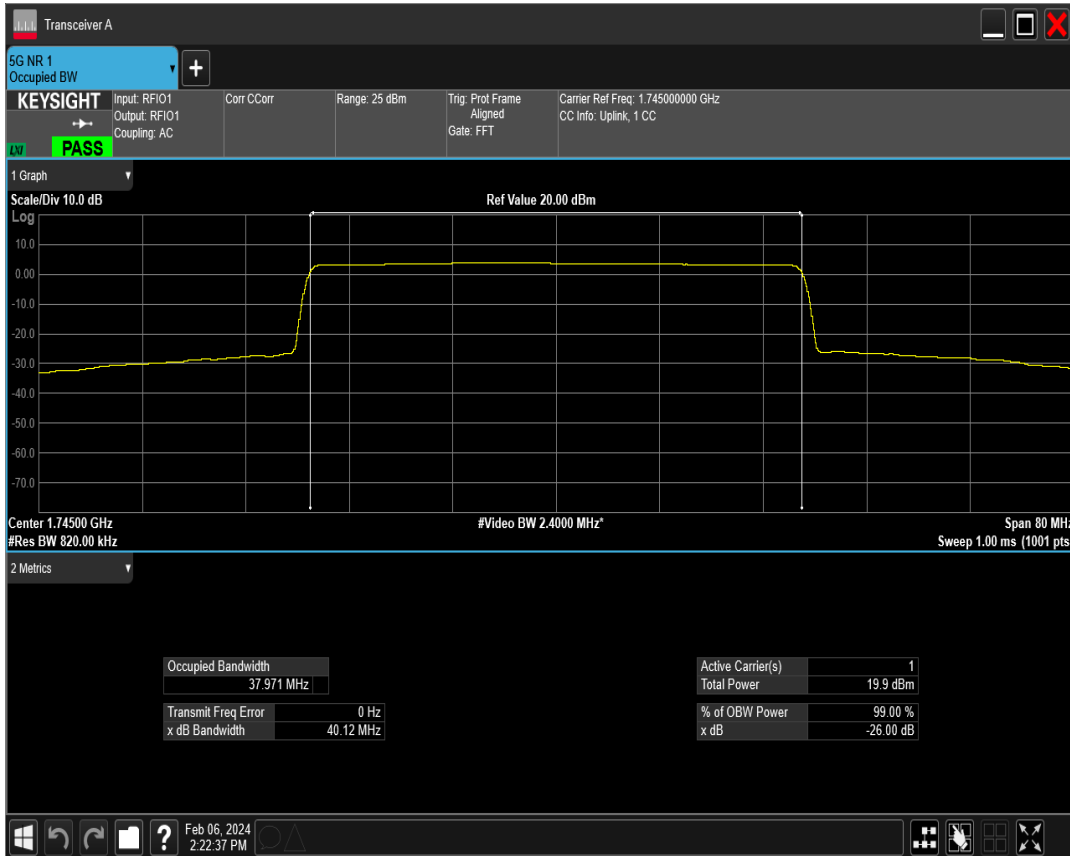 Transceiver A
5G NR 1
Occupied BW
KEYSIGHT
LXI
PASS
Input: RFIO1
Output: RFIO1
Coupling: AC
Corr CCorr
Range: 25 dBm
Trig: Prot Frame
Aligned
Gate: FFT
Carrier Ref Freq: 1.745000000 GHz
CC Info: Uplink, 1 CC
1 Graph
Scale/Div 10.0 dB
Ref Value 20.00 dBm
Log
10.0
0.00
-10.0
-20.0
-30.0
-40.0
-50.0
-60.0
-70.0
Center 1.74500 GHz
#Video BW 2.4000 MHz*
Span 80 MHz
#Res BW 820.00 kHz
Sweep 1.00 ms (1001 pts
2 Metrics
Occupied Bandwidth
37.971 MHz
Transmit Freq Error 0 Hz
x dB Bandwidth 40.12 MHz
Active Carrier(s) 1
Total Power 19.9 dBm
% of OBW Power 99.00 %
x dB -26.00 dB
?
Feb 06, 2024
2:22:37 PM